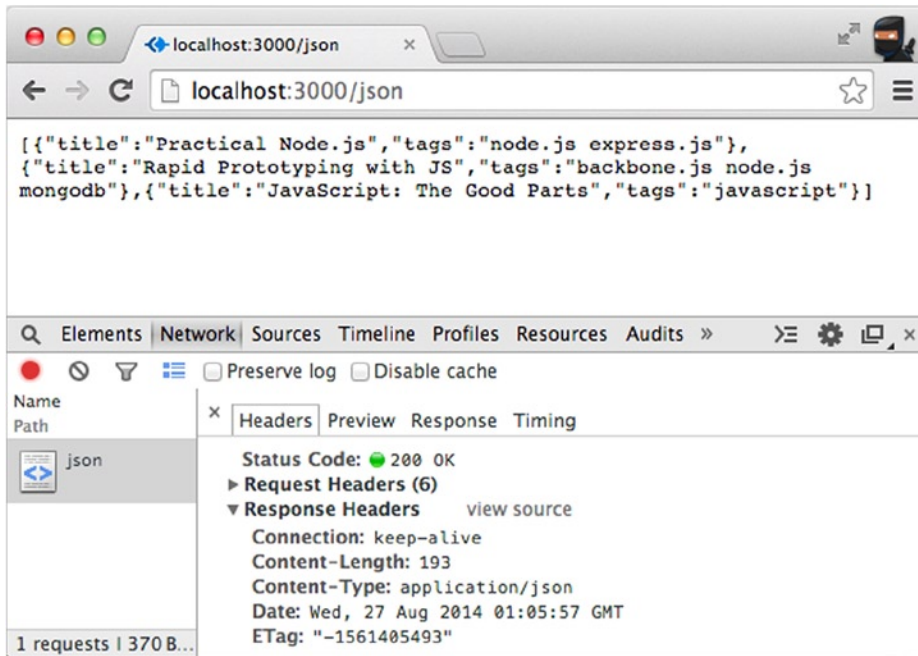 localhost:3000/json
localhost:3000/json
[{"title":"Practical Node.js","tags":"node.js express.js"},
{"title":"Rapid Prototyping with JS","tags":"backbone.js node.js
mongodb"},{"title":"JavaScript: The Good Parts","tags":"javascript"}]
Elements Network Sources Timeline Profiles Resources Audits »
Preserve log Disable cache
Name
Path
× Headers Preview Response Timing
json
Status Code: 200 OK
▶ Request Headers (6)
▼ Response Headers view source
Connection: keep-alive
Content-Length: 193
Content-Type: application/json
Date: Wed, 27 Aug 2014 01:05:57 GMT
ETag: "-1561405493"
1 requests | 370 B...